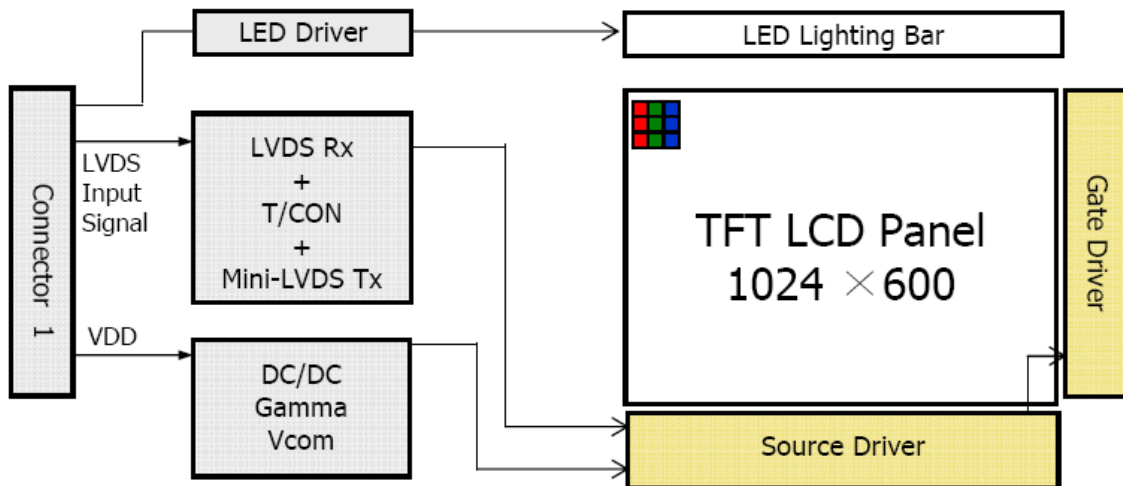 LED Driver
LED Lighting Bar
Connector 1
LVDS
Input
Signal
LVDS Rx
+
T/CON
+
Mini-LVDS Tx
TFT LCD Panel
1024 ×600
Gate Driver
VDD
DC/DC
Gamma
Vcom
Source Driver